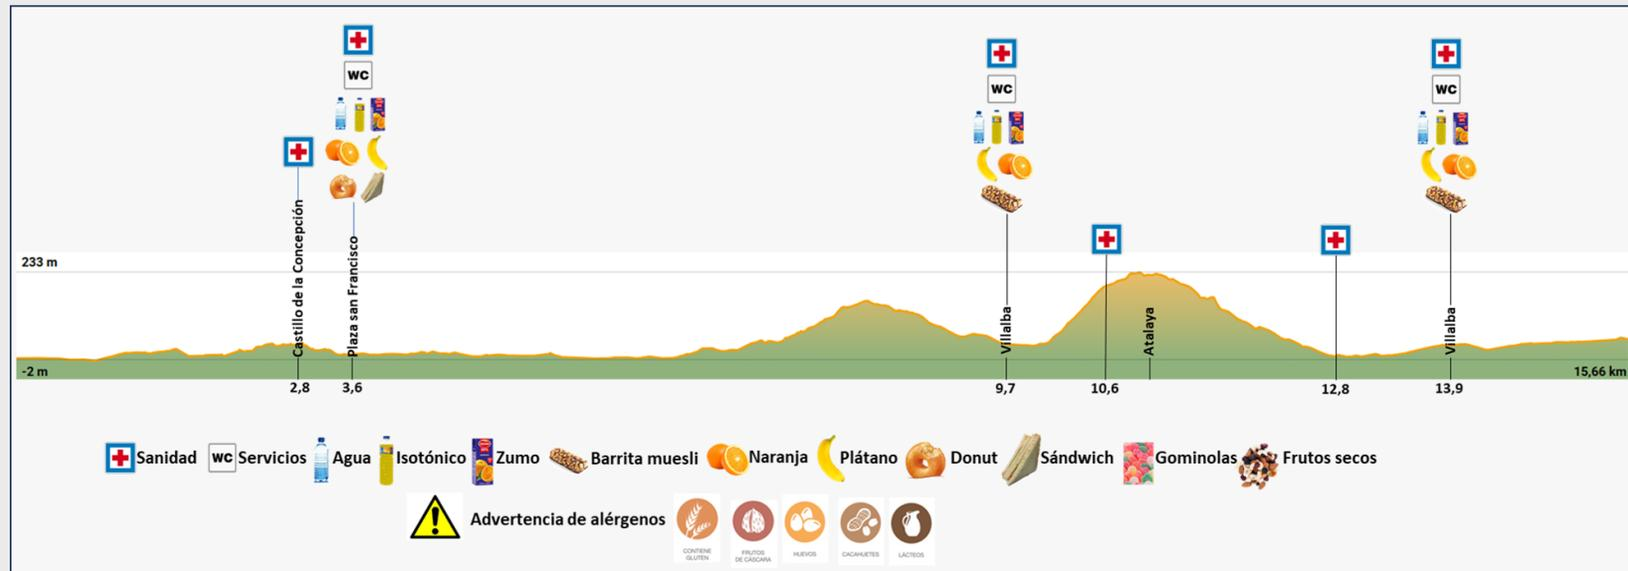 WC
WC
WC
Castillo de la Concepción
Plaza san Francisco
Villalba
Atalaya
Villalba
233 m
-2 m
15,66 km
2,8
3,6
9,7
10,6
12,8
13,9
Sanidad WC Servicios Agua Isotónico Zumo Barrita muesli Naranja Plátano Donut Sándwich Gominolas Frutos secos
Advertencia de alérgenos
CONTIENE GLUTEN
FRUTOS DE CÁSCARA
HUEVOS
CACAHUETES
LÁCTEOS